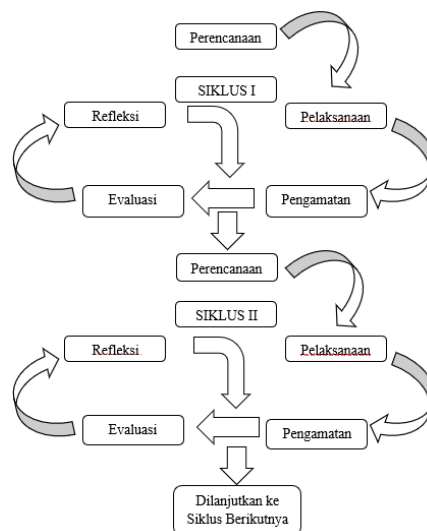 Perencanaan
SIKLUS I
Refleksi
Pelaksanaan
Evaluasi
Pengamatan
Perencanaan
SIKLUS II
Refleksi
Pelaksanaan
Evaluasi
Pengamatan
Dilanjutkan ke
Siklus Berikutnya